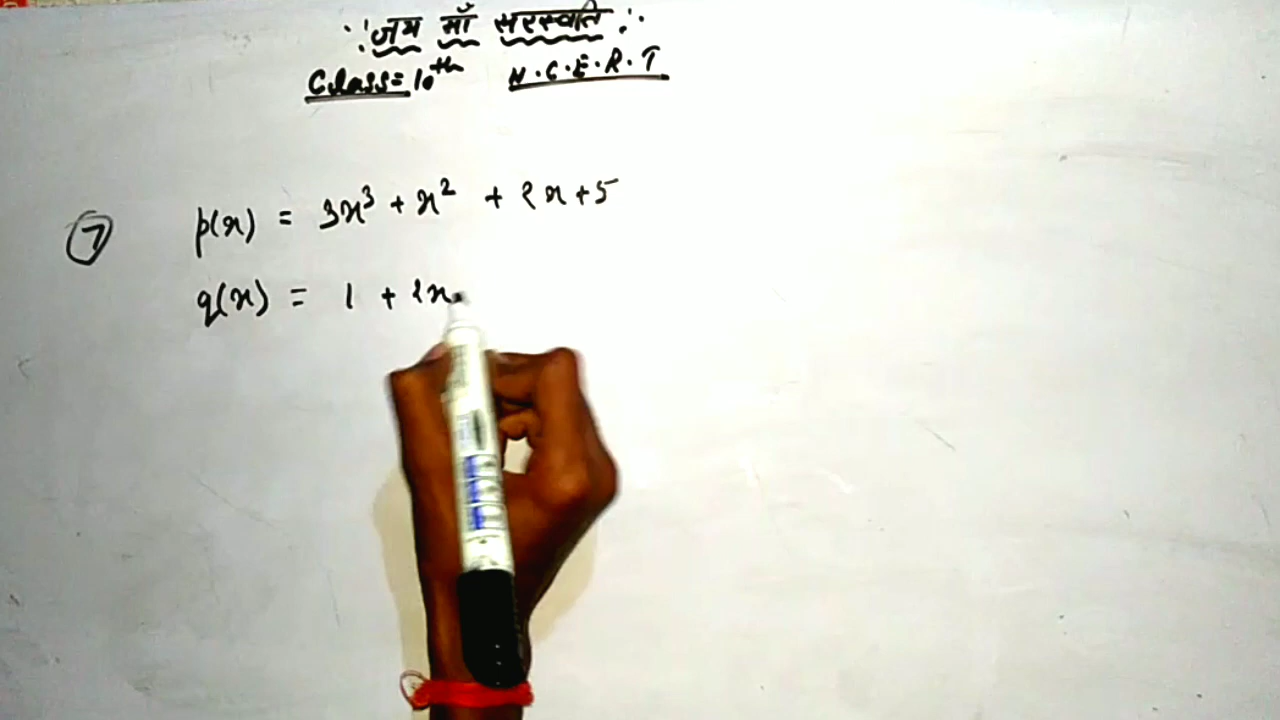 ∵ जय माँ सरस्वति ∴
Class = 10th N.C.E.R.T
7 p(x) = 3x³ + x² + 2x + 5
q(x) = 1 + 2x